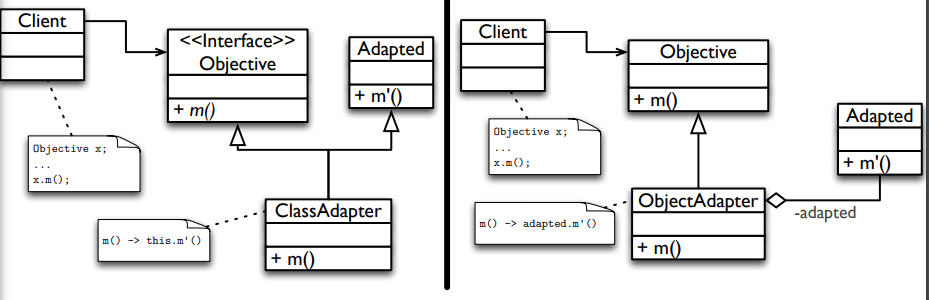 Client
<<Interface>>
Objective
+ m()
Adapted
+ m'()
Objective x;
...
x.m();
ClassAdapter
+ m()
m() -> this.m'()
Client
Objective
+ m()
Adapted
+ m'()
Objective x;
...
x.m();
ObjectAdapter
+ m()
-adapted
m() -> adapted.m'()